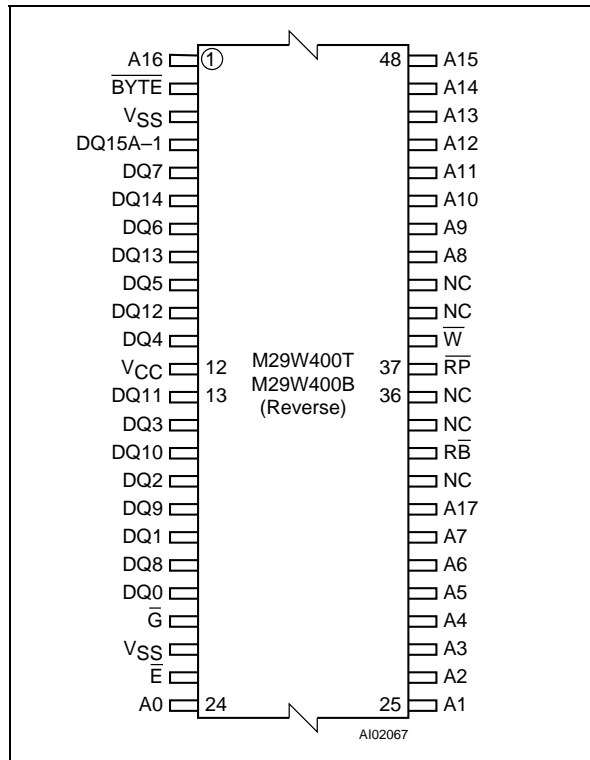 A16 ① 48 A15
B̅Y̅T̅E̅ A14
VSS A13
DQ15A–1 A12
DQ7 A11
DQ14 A10
DQ6 A9
DQ13 A8
DQ5 NC
DQ12 NC
DQ4 W̅
VCC 12 M29W400T 37 R̅P̅
DQ11 13 M29W400B 36 NC
(Reverse)
DQ3 NC
DQ10 RB̅
DQ2 NC
DQ9 A17
DQ1 A7
DQ8 A6
DQ0 A5
G̅ A4
VSS A3
E̅ A2
A0 24 25 A1
AI02067